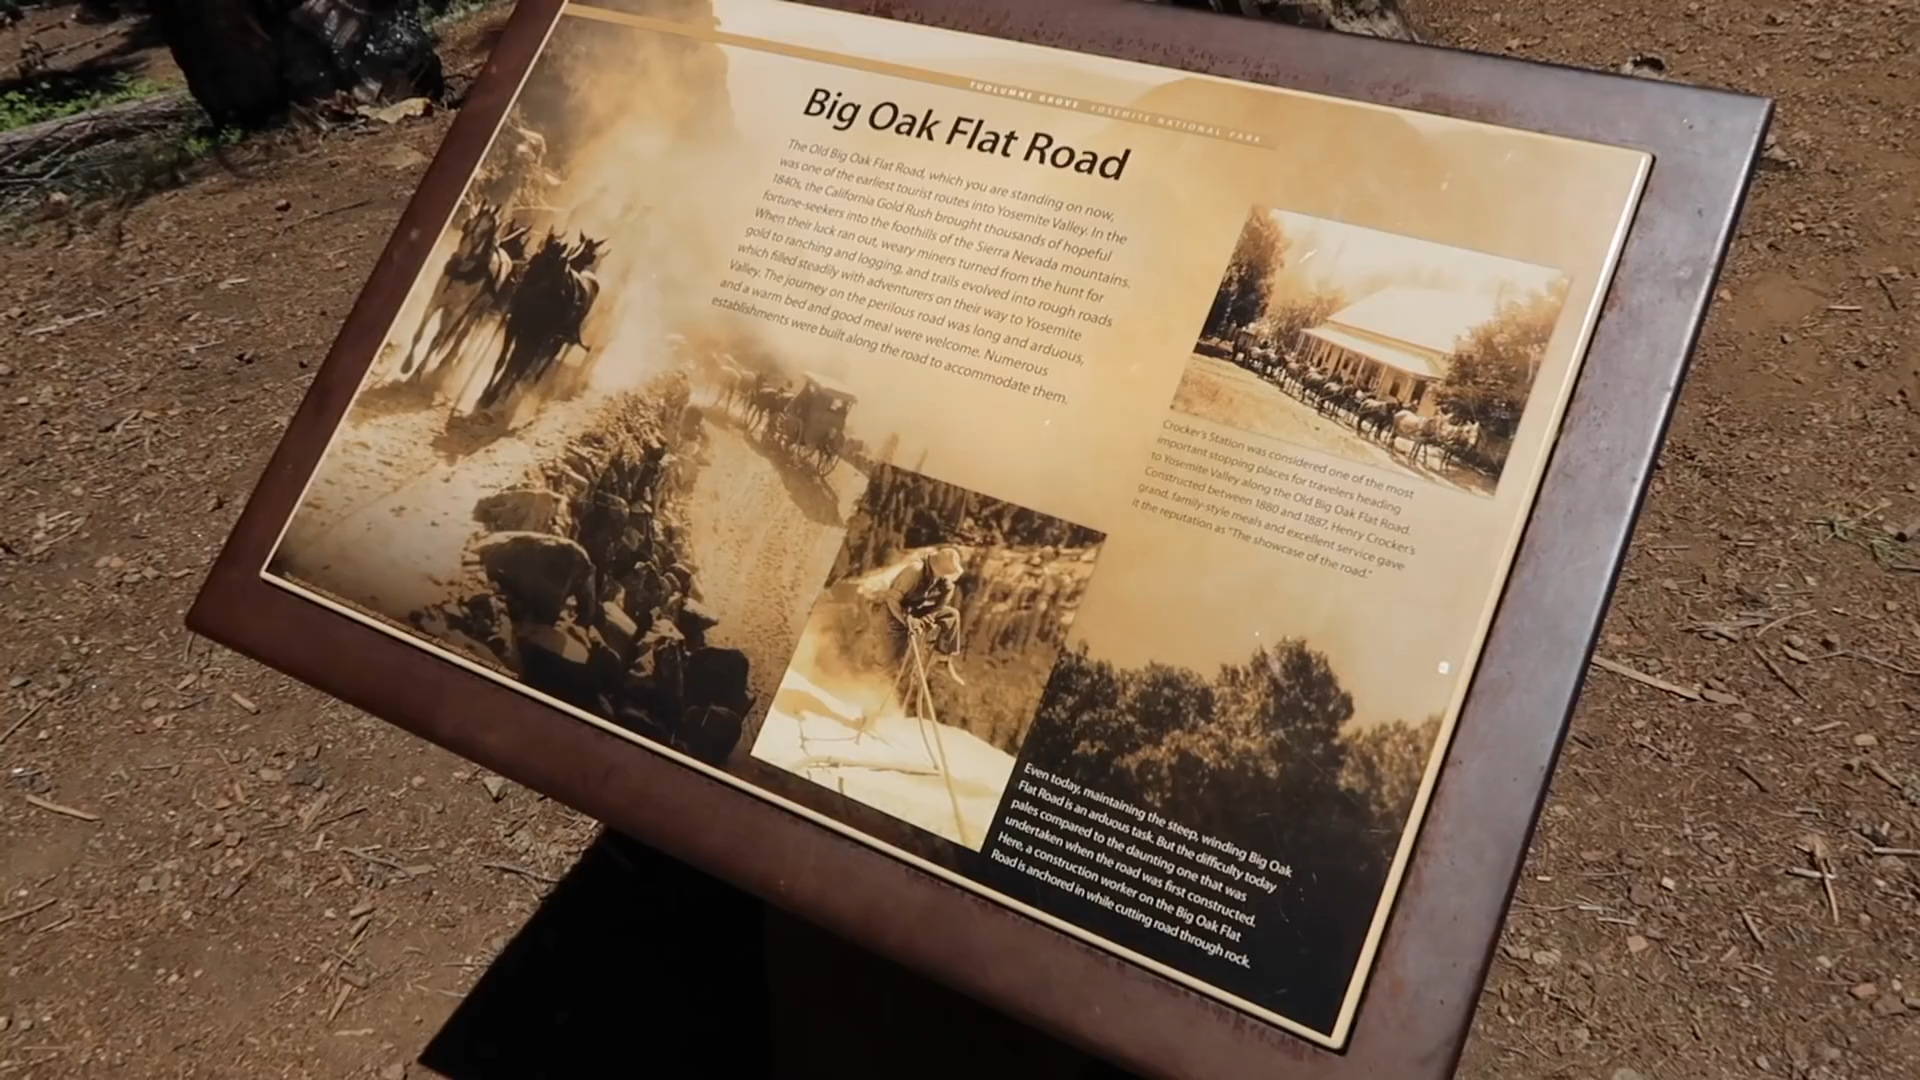 TUOLUMNE GROVE YOSEMITE NATIONAL PARK
Big Oak Flat Road
The Old Big Oak Flat Road, which you are standing on now,
was one of the earliest tourist routes into Yosemite Valley. In the
1840s, the California Gold Rush brought thousands of hopeful
fortune-seekers into the foothills of the Sierra Nevada mountains.
When their luck ran out, weary miners turned from the hunt for
gold to ranching and logging, and trails evolved into rough roads
which filled steadily with adventurers on their way to Yosemite
Valley. The journey on the perilous road was long and arduous,
and a warm bed and good meal were welcome. Numerous
establishments were built along the road to accommodate them.
Crocker's Station was considered one of the most
important stopping places for travelers heading
to Yosemite Valley along the Old Big Oak Flat Road.
Constructed between 1880 and 1887, Henry Crocker's
grand, family-style meals and excellent service gave
it the reputation as "The showcase of the road."
Even today, maintaining the steep, winding Big Oak
Flat Road is an arduous task. But the difficulty today
pales compared to the daunting one that was
undertaken when the road was first constructed.
Here, a construction worker on the Big Oak Flat
Road is anchored in while cutting road through rock.